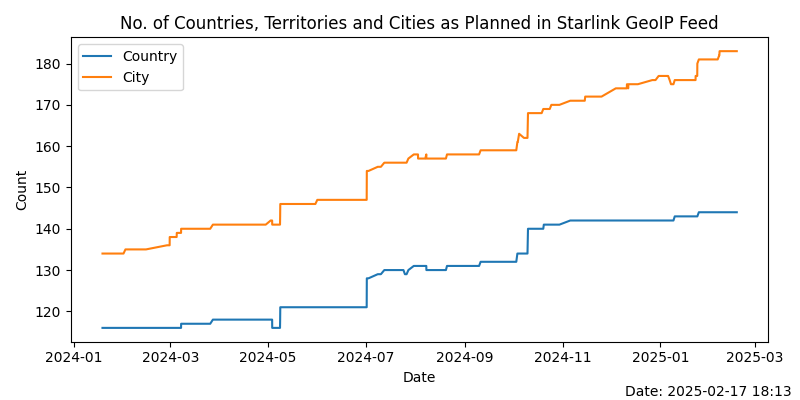 No. of Countries, Territories and Cities as Planned in Starlink GeoIP Feed
Country
City
180
170
160
150
140
130
120
Count
2024-01 2024-03 2024-05 2024-07 2024-09 2024-11 2025-01 2025-03
Date
Date: 2025-02-17 18:13